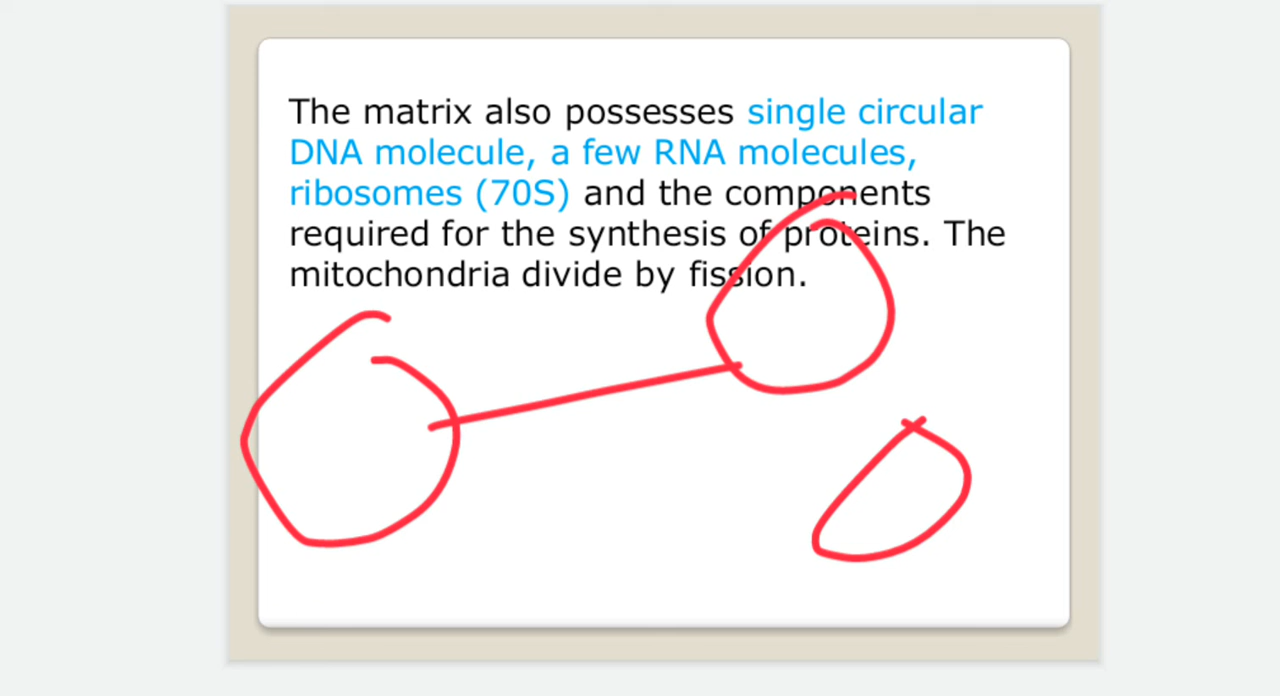 The matrix also possesses single circular
DNA molecule, a few RNA molecules,
ribosomes (70S) and the components
required for the synthesis of proteins. The
mitochondria divide by fission.